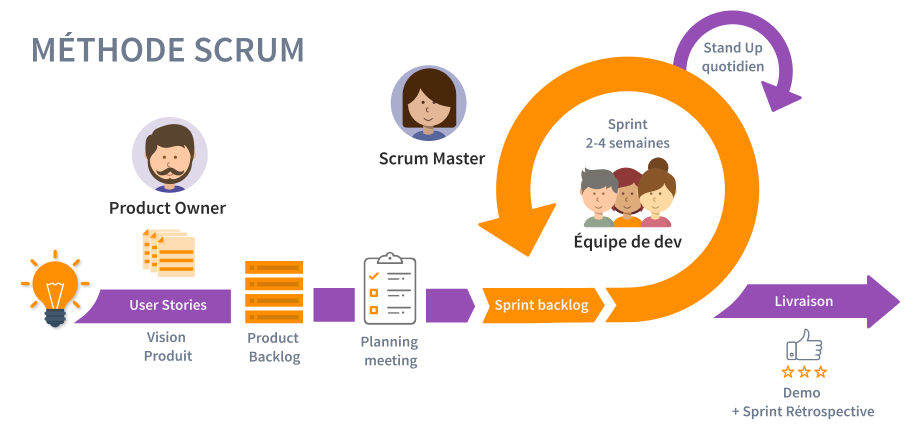 MÉTHODE SCRUM
Stand Up
quotidien
Scrum Master
Sprint
2-4 semaines
Product Owner
Équipe de dev
User Stories
Vision
Produit
Product
Backlog
Planning
meeting
Sprint backlog
Livraison
Demo
+ Sprint Rétrospective